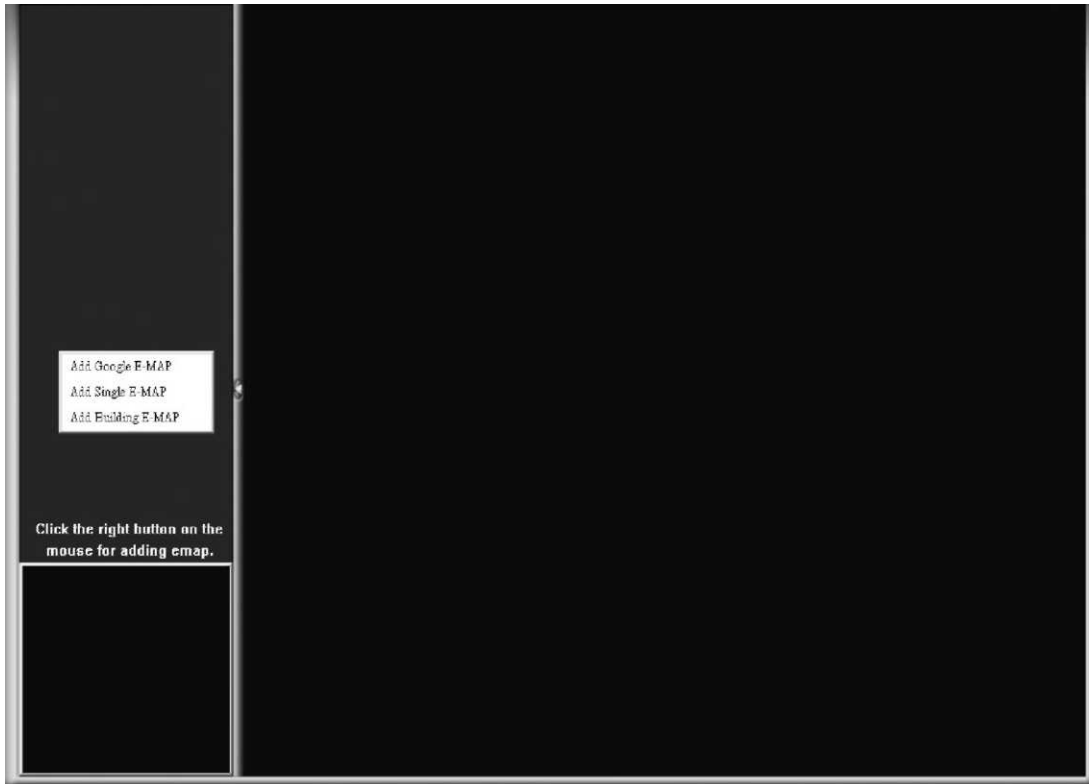 Add Google E-MAP
Add Single E-MAP
Add Building E-MAP
Click the right button on the
mouse for adding emap.